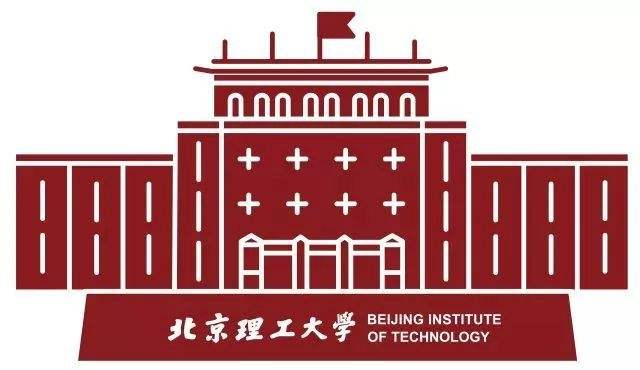 北京理工大學
BEIJING INSTITUTE
OF TECHNOLOGY